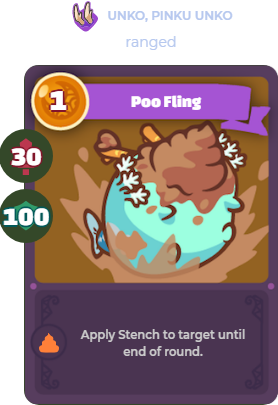 UNKO, PINKU UNKO
ranged
1
Poo Fling
30
100
Apply Stench to target until
end of round.